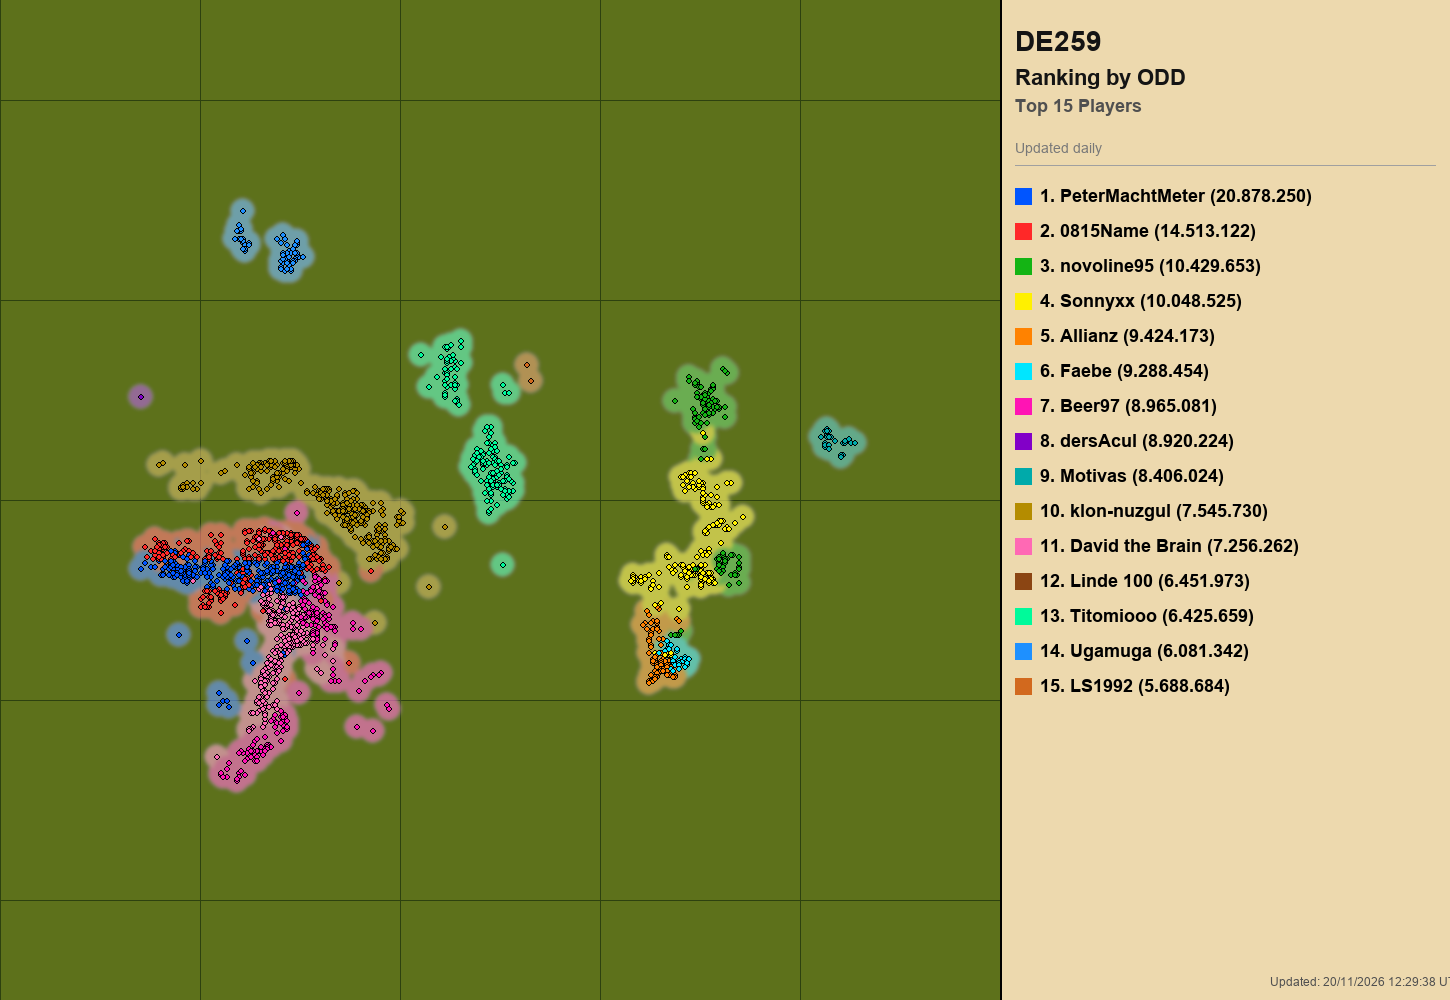 DE259
Ranking by ODD
Top 15 Players
Updated daily
1. PeterMachtMeter (20.878.250)
2. 0815Name (14.513.122)
3. novoline95 (10.429.653)
4. Sonnyxx (10.048.525)
5. Allianz (9.424.173)
6. Faebe (9.288.454)
7. Beer97 (8.965.081)
8. dersAcul (8.920.224)
9. Motivas (8.406.024)
10. klon-nuzgul (7.545.730)
11. David the Brain (7.256.262)
12. Linde 100 (6.451.973)
13. Titomiooo (6.425.659)
14. Ugamuga (6.081.342)
15. LS1992 (5.688.684)
Updated: 20/11/2026 12:29:38